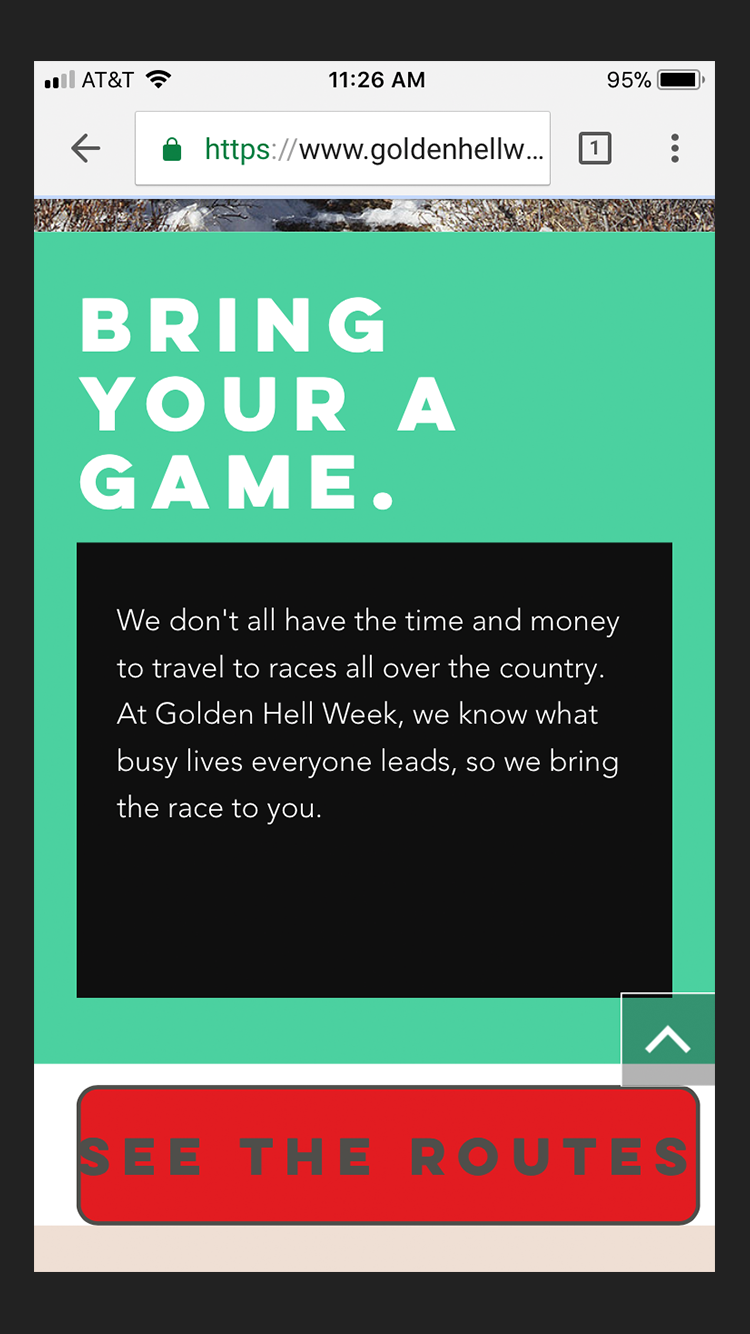 AT&T 11:26 AM 95%
https://www.goldenhellw... 1
BRING
YOUR A
GAME.
We don't all have the time and money
to travel to races all over the country.
At Golden Hell Week, we know what
busy lives everyone leads, so we bring
the race to you.
SEE THE ROUTES